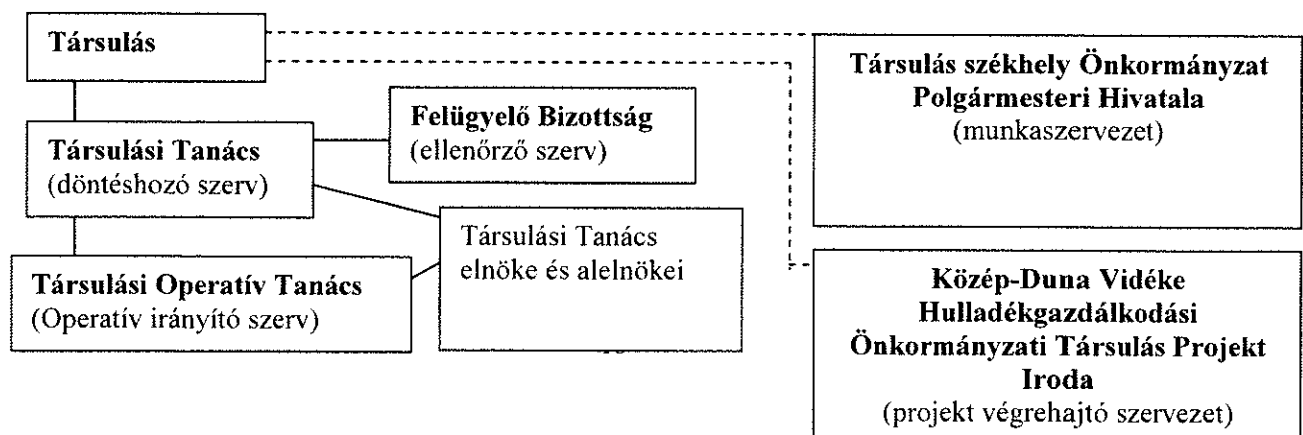 Társulás
Társulási Tanács
(döntéshozó szerv)
Felügyelő Bizottság
(ellenőrző szerv)
Társulási Tanács
elnöke és alelnökei
Társulási Operatív Tanács
(Operatív irányító szerv)
Társulás székhely Önkormányzat
Polgármesteri Hivatala
(munkaszervezet)
Közép-Duna Vidéke
Hulladékgazdálkodási
Önkormányzati Társulás Projekt
Iroda
(projekt végrehajtó szervezet)